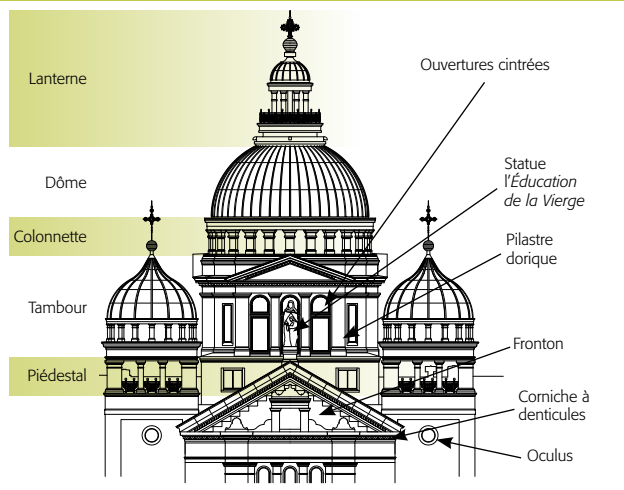 Lanterne
Dôme
Colonnette
Tambour
Piédestal
Ouvertures cintrées
Statue
l'Éducation
de la Vierge
Pilastre
dorique
Fronton
Corniche à
denticules
Oculus